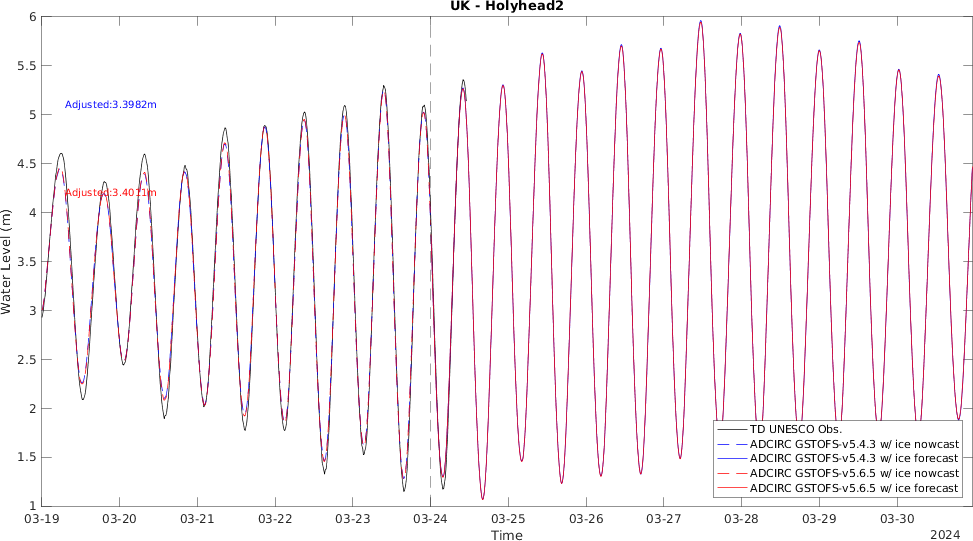 UK - Holyhead2
6
5.5
5
4.5
4
3.5
3
2.5
2
1.5
1
Water Level (m)
Adjusted:3.3982m
Adjusted:3.4011m
TD UNESCO Obs.
ADCIRC GSTOFS-v5.4.3 w/ ice nowcast
ADCIRC GSTOFS-v5.4.3 w/ ice forecast
ADCIRC GSTOFS-v5.6.5 w/ ice nowcast
ADCIRC GSTOFS-v5.6.5 w/ ice forecast
03-19 03-20 03-21 03-22 03-23 03-24 03-25 03-26 03-27 03-28 03-29 03-30
Time
2024